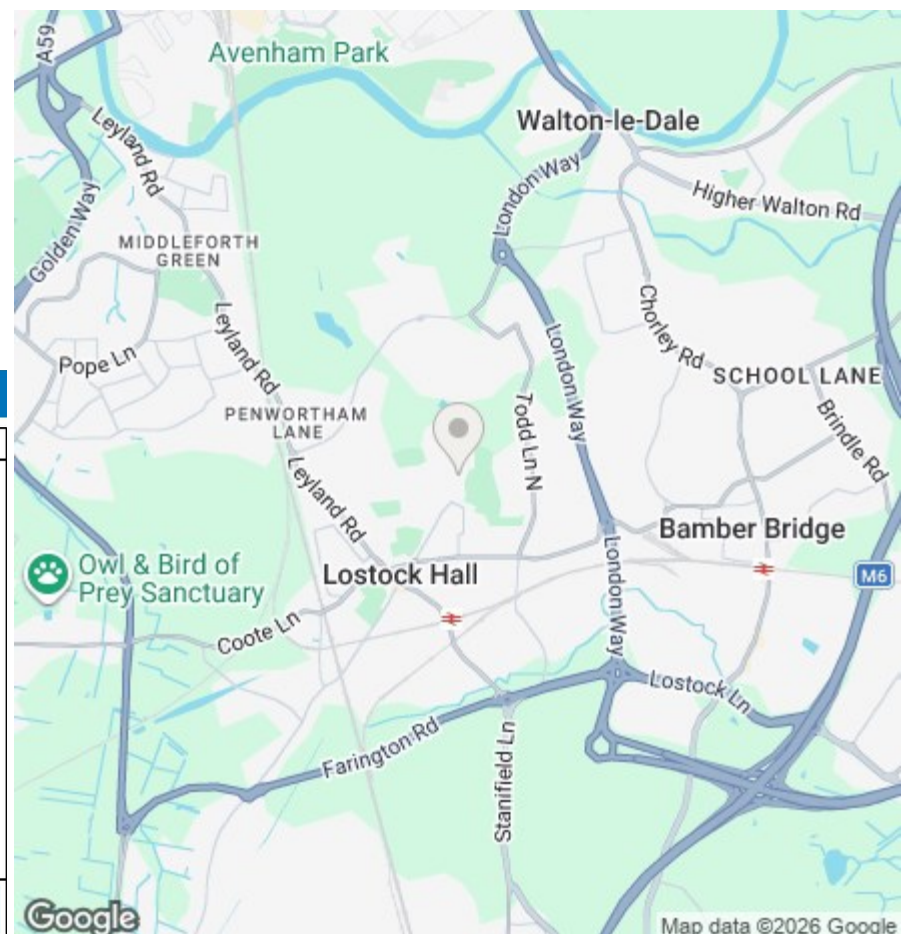 A59
Avenham Park
Leyland Rd
Walton-le-Dale
London Way
Higher Walton Rd
Golden Way
MIDDLEFORTH
GREEN
Leyland Rd
Chorley Rd
London Way
Pope Ln
SCHOOL LANE
PENWORTHAM
LANE
Todd Ln N
Brindle Rd
Leyland Rd
Bamber Bridge
Owl & Bird of
Prey Sanctuary
Lostock Hall
London Way
M6
Coote Ln
Lostock Ln
Farington Rd
Stanifield Ln
Google
Map data ©2026 Google